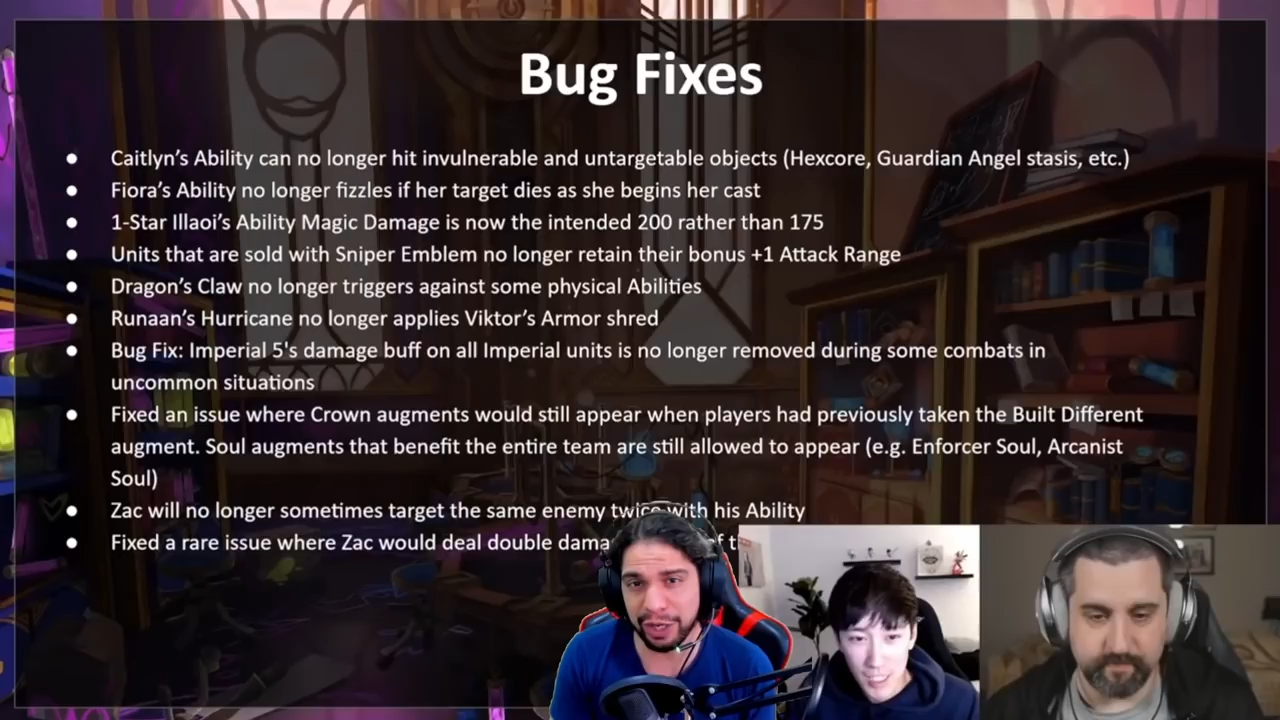 Bug Fixes
Caitlyn's Ability can no longer hit invulnerable and untargetable objects (Hexcore, Guardian Angel stasis, etc.)
Fiora's Ability no longer fizzles if her target dies as she begins her cast
1-Star Illaoi's Ability Magic Damage is now the intended 200 rather than 175
Units that are sold with Sniper Emblem no longer retain their bonus +1 Attack Range
Dragon's Claw no longer triggers against some physical Abilities
Runaan's Hurricane no longer applies Viktor's Armor shred
Bug Fix: Imperial 5's damage buff on all Imperial units is no longer removed during some combats in
uncommon situations
Fixed an issue where Crown augments would still appear when players had previously taken the Built Different
augment. Soul augments that benefit the entire team are still allowed to appear (e.g. Enforcer Soul, Arcanist
Soul)
Zac will no longer sometimes target the same enemy twice with his Ability
Fixed a rare issue where Zac would deal double